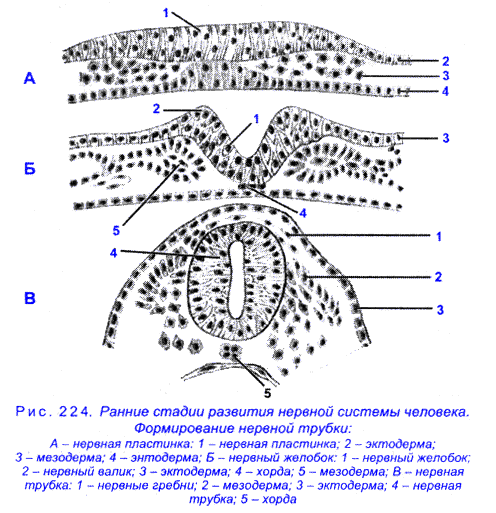 1
2
3
4
А
2
1
3
Б
5
4
1
4
2
В
3
5
Рис. 224. Ранние стадии развития нервной системы человека.
Формирование нервной трубки:
А – нервная пластинка: 1 – нервная пластинка; 2 – эктодерма;
3 – мезодерма; 4 – энтодерма; Б – нервный желобок: 1 – нервный желобок;
2 – нервный валик; 3 – эктодерма; 4 – хорда; 5 – мезодерма; В – нервная
трубка: 1 – нервные гребни; 2 – мезодерма; 3 – эктодерма; 4 – нервная
трубка; 5 – хорда